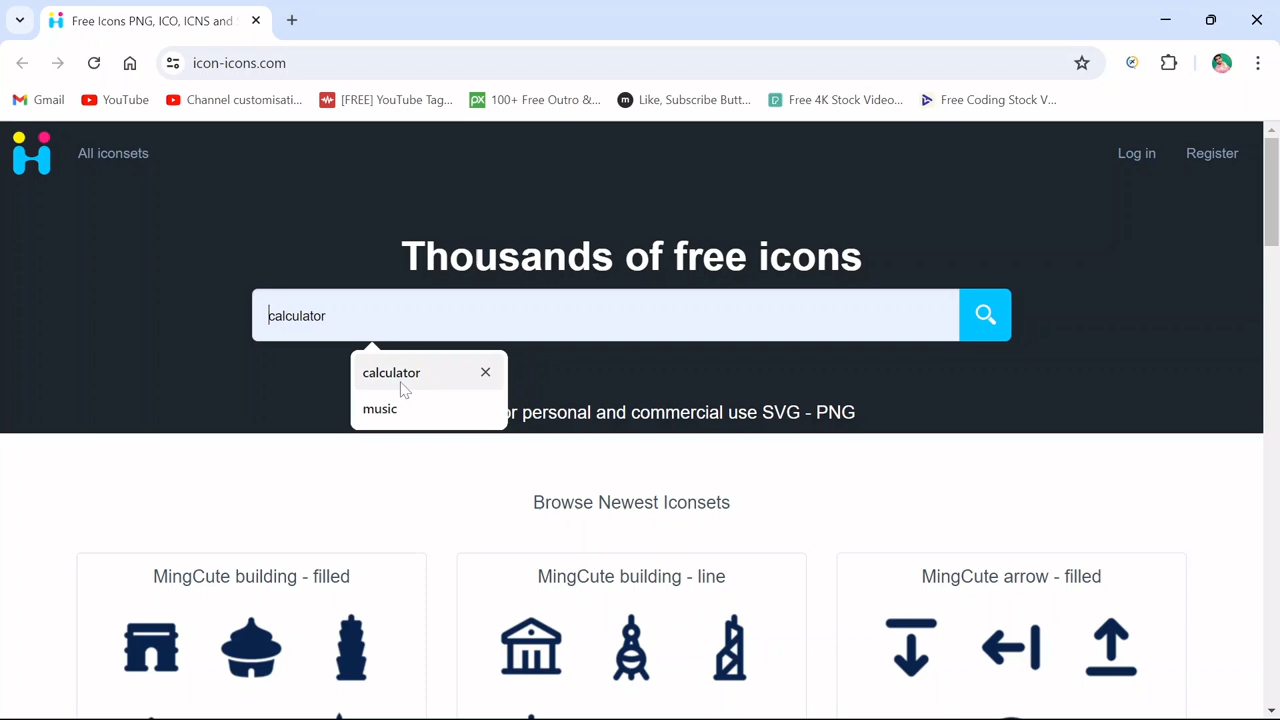 Free Icons PNG, ICO, ICNS and
icon-icons.com
Gmail
YouTube
Channel customisati...
[FREE] YouTube Tag...
100+ Free Outro &...
Like, Subscribe Butt...
Free 4K Stock Video...
Free Coding Stock V...
All iconsets
Log in
Register
Thousands of free icons
calculator
calculator
music
or personal and commercial use SVG - PNG
Browse Newest Iconsets
MingCute building - filled
MingCute building - line
MingCute arrow - filled